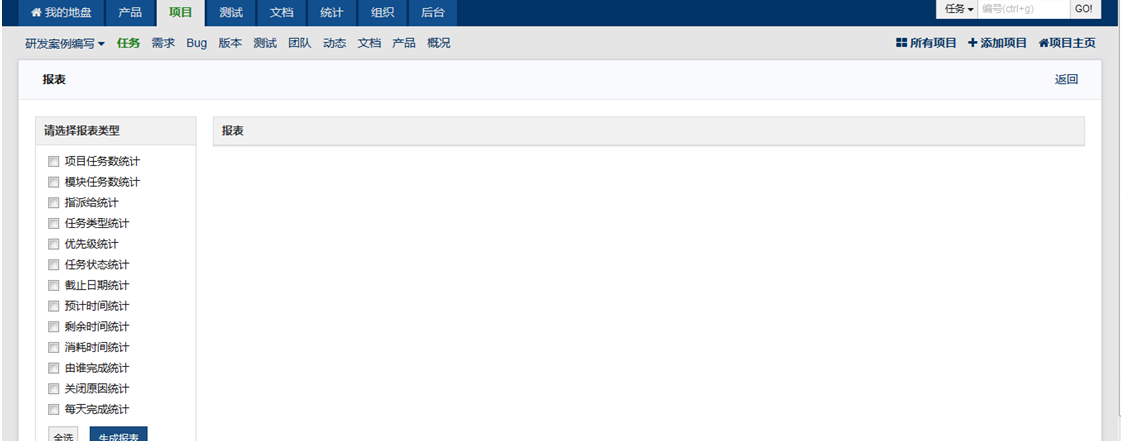 我的地盘 产品 项目 测试 文档 统计 组织 后台 任务 编号(ctrl+g) GO!
研发案例编写 任务 需求 Bug 版本 测试 团队 动态 文档 产品 概况 所有项目 添加项目 项目主页
报表 返回
请选择报表类型
报表
项目任务数统计
模块任务数统计
指派给统计
任务类型统计
优先级统计
任务状态统计
截止日期统计
预计时间统计
剩余时间统计
消耗时间统计
由谁完成统计
关闭原因统计
每天完成统计
全选 生成报表